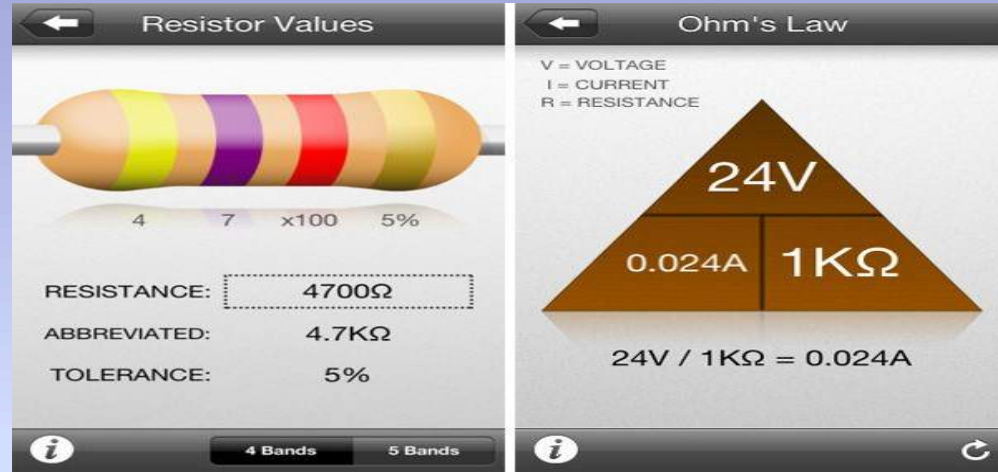 Resistor Values
4 7 x100 5%
RESISTANCE: 4700Ω
ABBREVIATED: 4.7KΩ
TOLERANCE: 5%
i 4 Bands 5 Bands
Ohm's Law
V = VOLTAGE
I = CURRENT
R = RESISTANCE
24V
0.024A 1KΩ
24V / 1KΩ = 0.024A
i